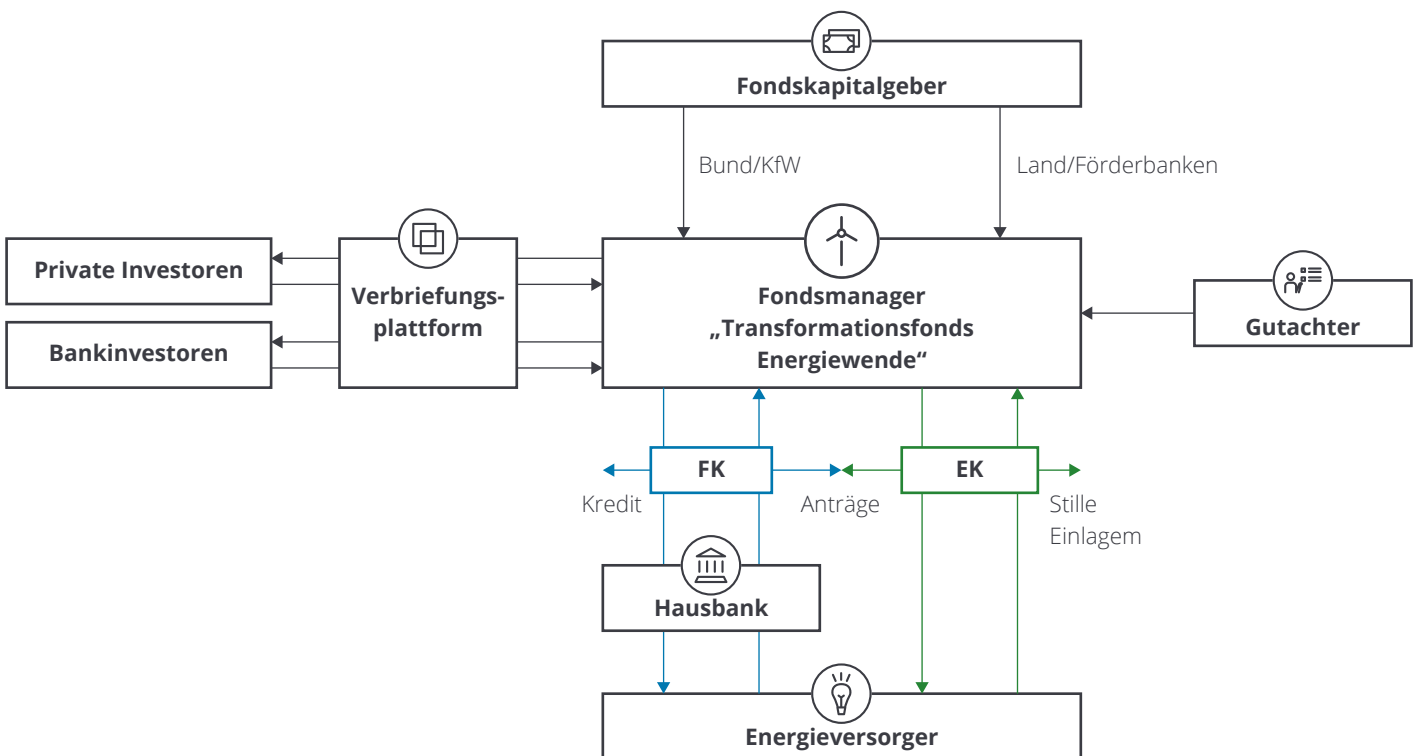 Fondskapitalgeber
Bund/KfW
Land/Förderbanken
Private Investoren
Bankinvestoren
Verbriefungs-
plattform
Fondsmanager
„Transformationsfonds
Energiewende“
Gutachter
FK
EK
Kredit
Anträge
Stille
Einlagem
Hausbank
Energieversorger